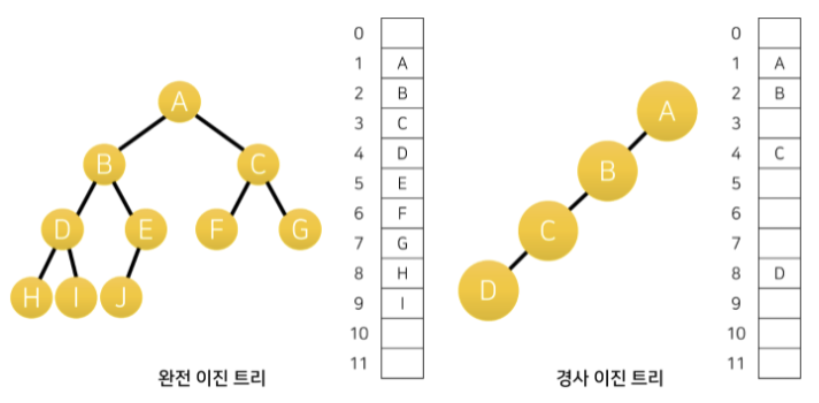 A
B C
D E F G
H I J
완전 이진 트리
0
1 A
2 B
3 C
4 D
5 E
6 F
7 G
8 H
9 I
10
11
A
B
C
D
경사 이진 트리
0
1 A
2 B
3
4 C
5
6
7
8 D
9
10
11